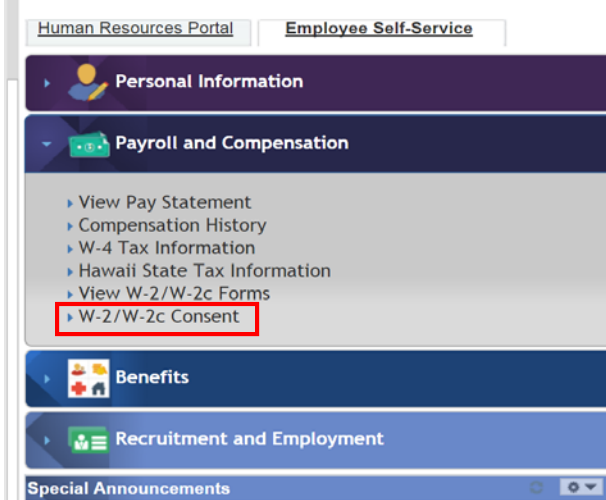 Human Resources Portal Employee Self-Service
Personal Information
Payroll and Compensation
View Pay Statement
Compensation History
W-4 Tax Information
Hawaii State Tax Information
View W-2/W-2c Forms
W-2/W-2c Consent
Benefits
Recruitment and Employment
Special Announcements